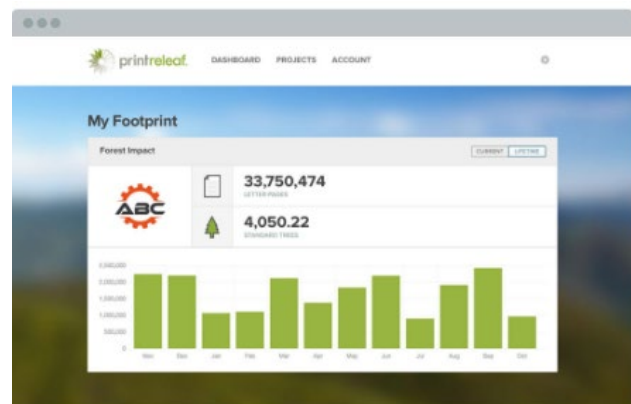 printreleaf. DASHBOARD PROJECTS ACCOUNT
My Footprint
Forest Impact CURRENT LIFETIME
ABC
33,750,474
LETTER PAGES
4,050.22
STANDARD TREES
2,500,000
2,000,000
1,500,000
1,000,000
500,000
0
Nov Dec Jan Feb Mar Apr May Jun Jul Aug Sep Oct